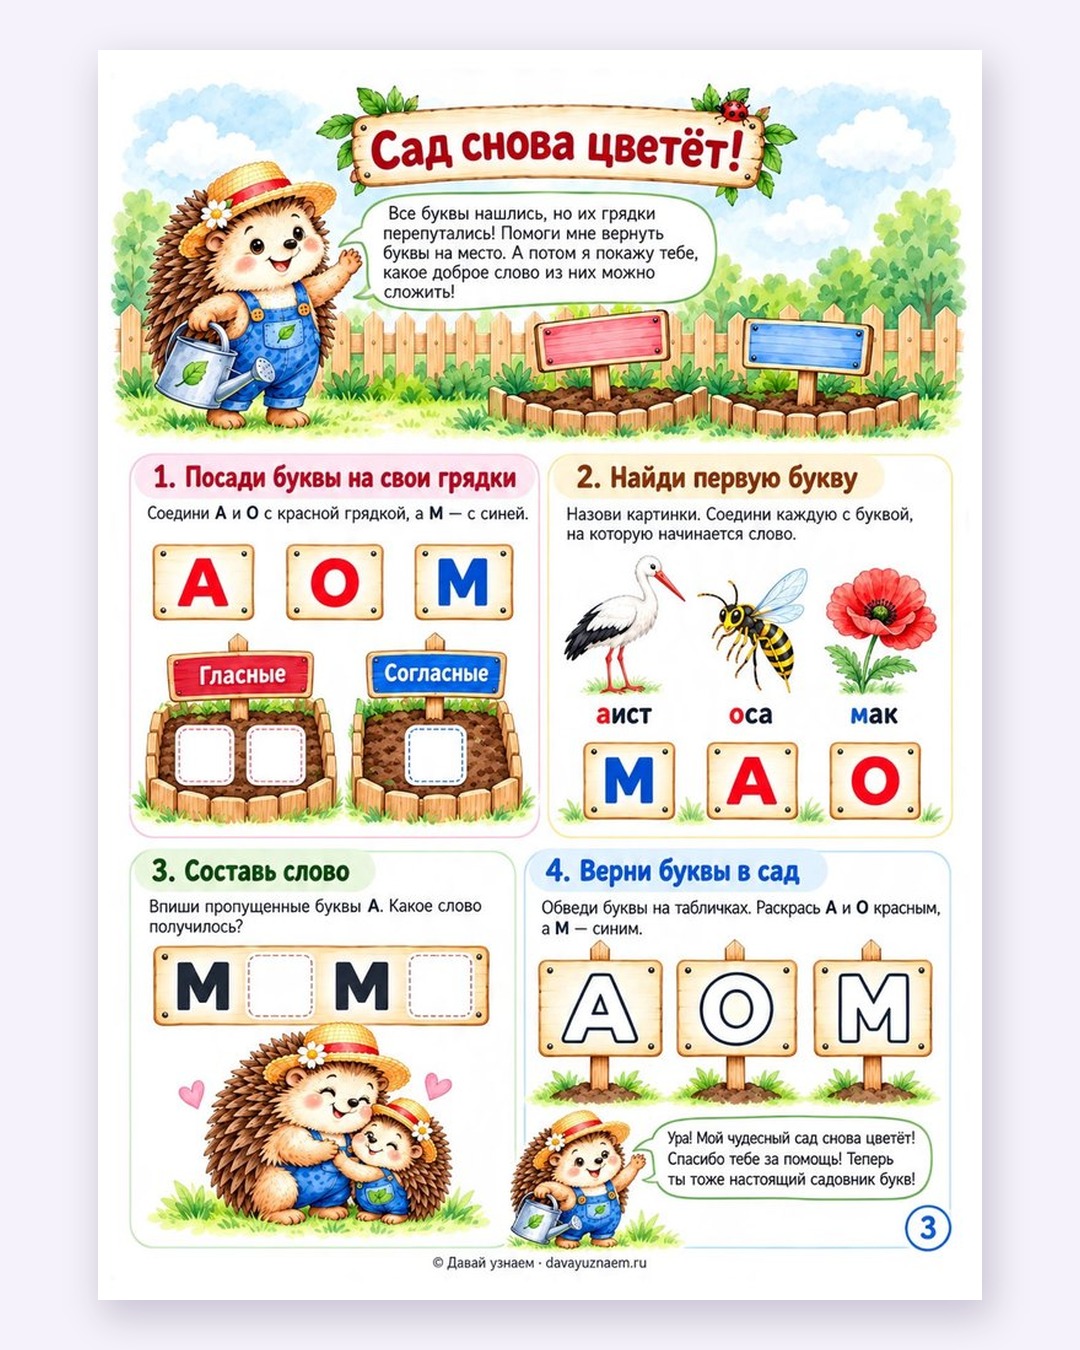 Сад снова цветёт!
Все буквы нашлись, но их грядки
перепутались! Помоги мне вернуть
буквы на место. А потом я покажу тебе,
какое доброе слово из них можно
сложить!
1. Посади буквы на свои грядки
Соедини А и О с красной грядкой, а М — с синей.
А О М
Гласные Согласные
2. Найди первую букву
Назови картинки. Соедини каждую с буквой,
на которую начинается слово.
аист оса мак
М А О
3. Составь слово
Впиши пропущенные буквы А. Какое слово
получилось?
М М
4. Верни буквы в сад
Обведи буквы на табличках. Раскрась А и О красным,
а М — синим.
А О М
Ура! Мой чудесный сад снова цветёт!
Спасибо тебе за помощь! Теперь
ты тоже настоящий садовник букв!
3
© Давай узнаем · davayuznaem.ru